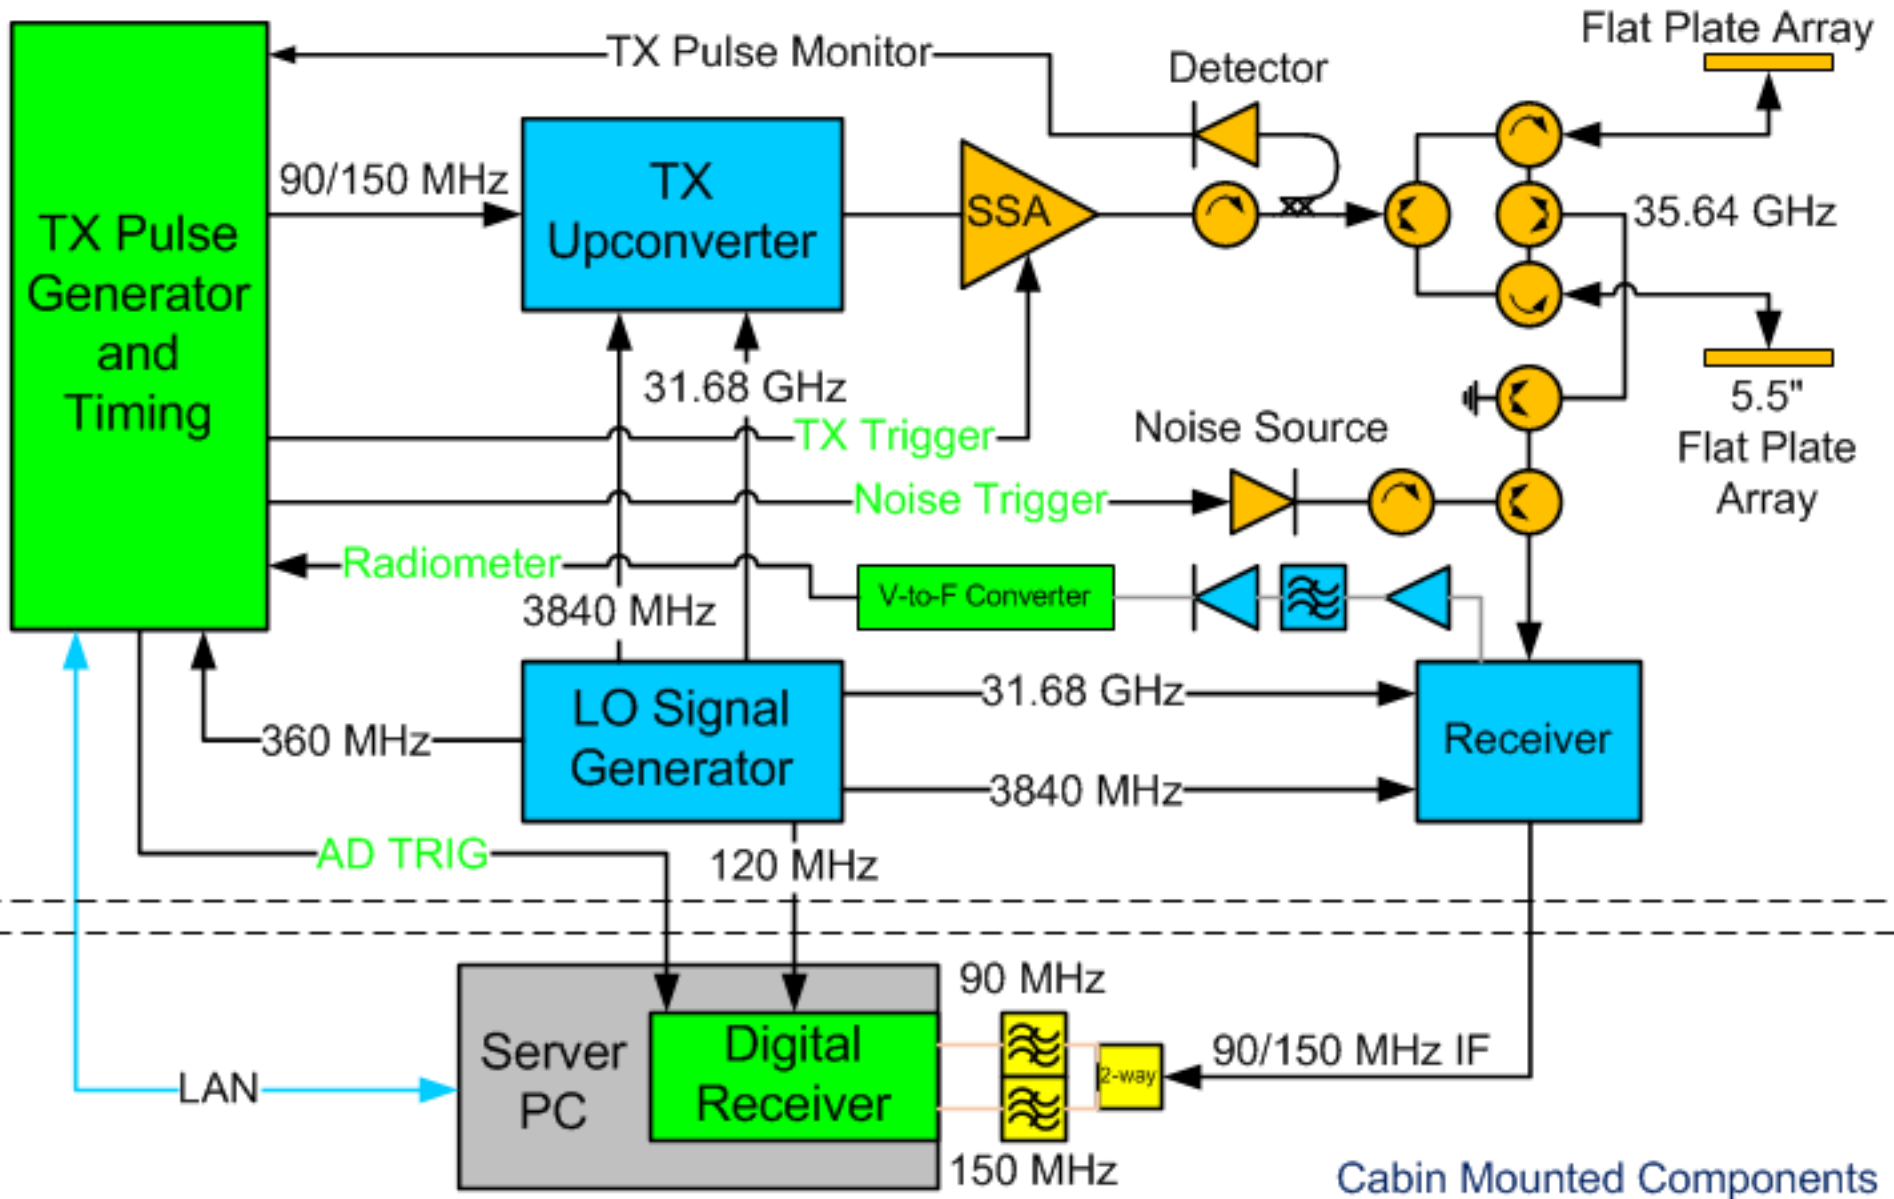 Flat Plate Array
TX Pulse Monitor
Detector
90/150 MHz
TX
Upconverter
SSA
35.64 GHz
TX Pulse
Generator
and
Timing
31.68 GHz
5.5"
Flat Plate
Array
TX Trigger
Noise Source
Noise Trigger
Radiometer
V-to-F Converter
3840 MHz
LO Signal
Generator
31.68 GHz
Receiver
360 MHz
3840 MHz
AD TRIG
120 MHz
90 MHz
Server
PC
Digital
Receiver
2-way
90/150 MHz IF
LAN
150 MHz
Cabin Mounted Components